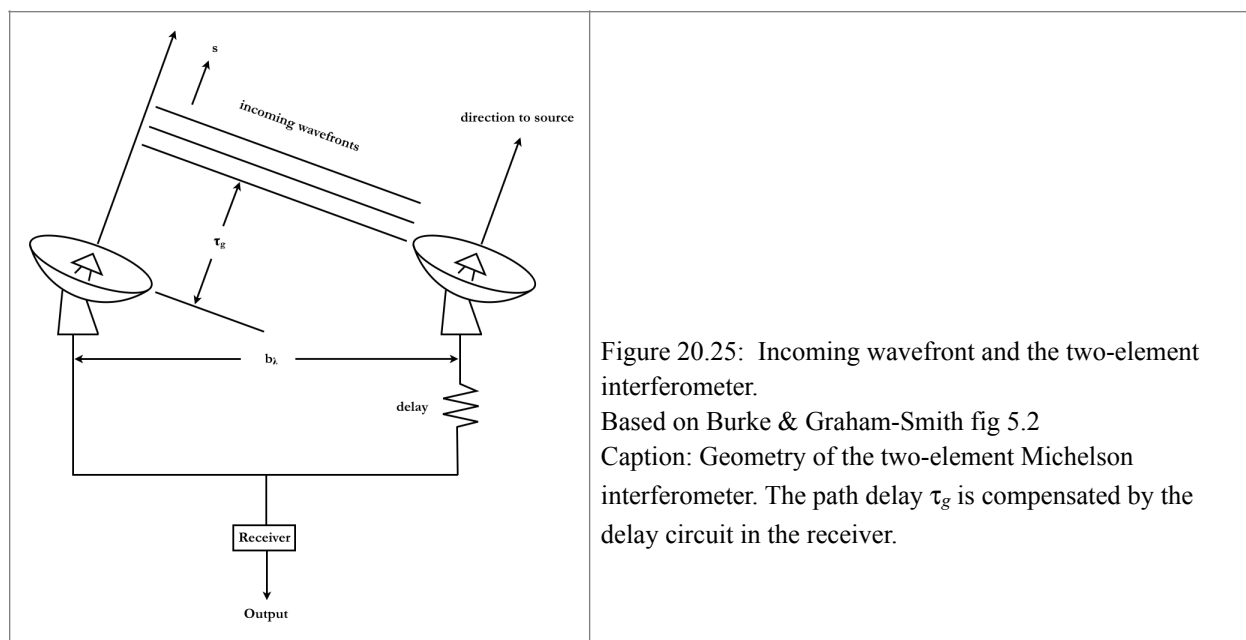 s
incoming wavefronts
direction to source
τg
bλ
delay
Receiver
Output
Figure 20.25: Incoming wavefront and the two-element
interferometer.
Based on Burke & Graham-Smith fig 5.2
Caption: Geometry of the two-element Michelson
interferometer. The path delay τg is compensated by the
delay circuit in the receiver.